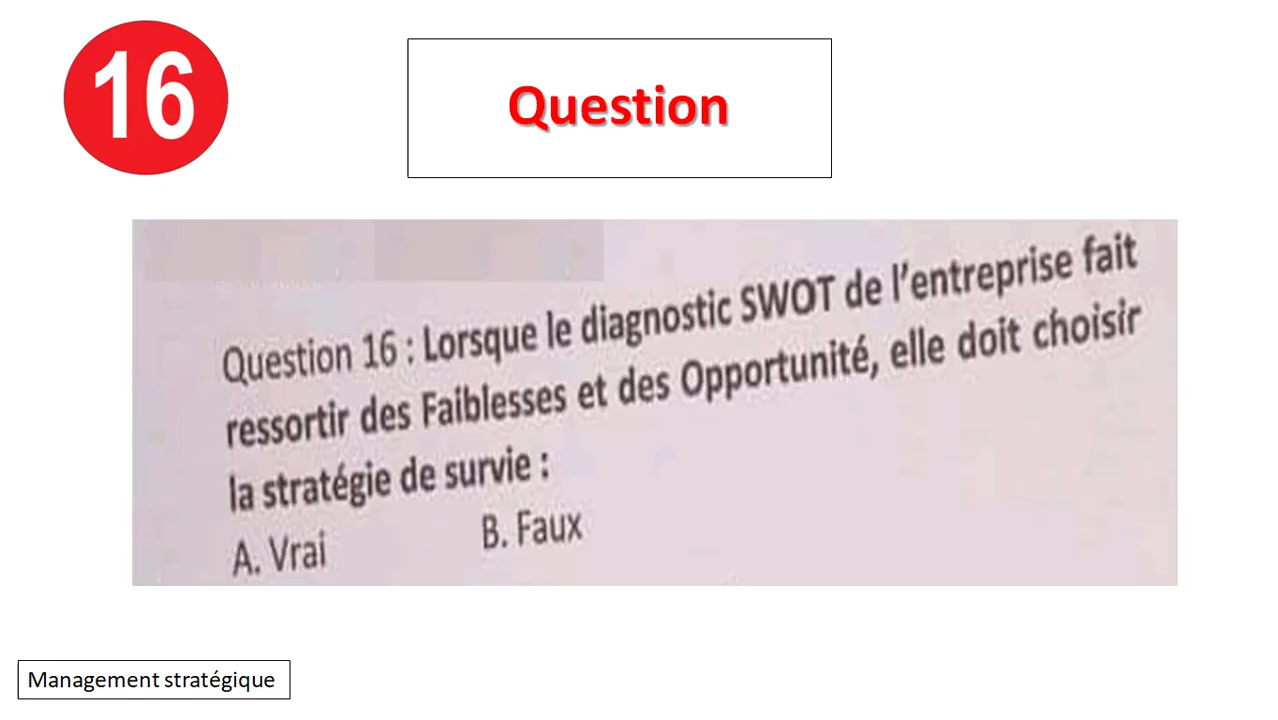 16
Question
Question 16 : Lorsque le diagnostic SWOT de l'entreprise fait
ressortir des Faiblesses et des Opportunité, elle doit choisir
la stratégie de survie :
A. Vrai B. Faux
Management stratégique